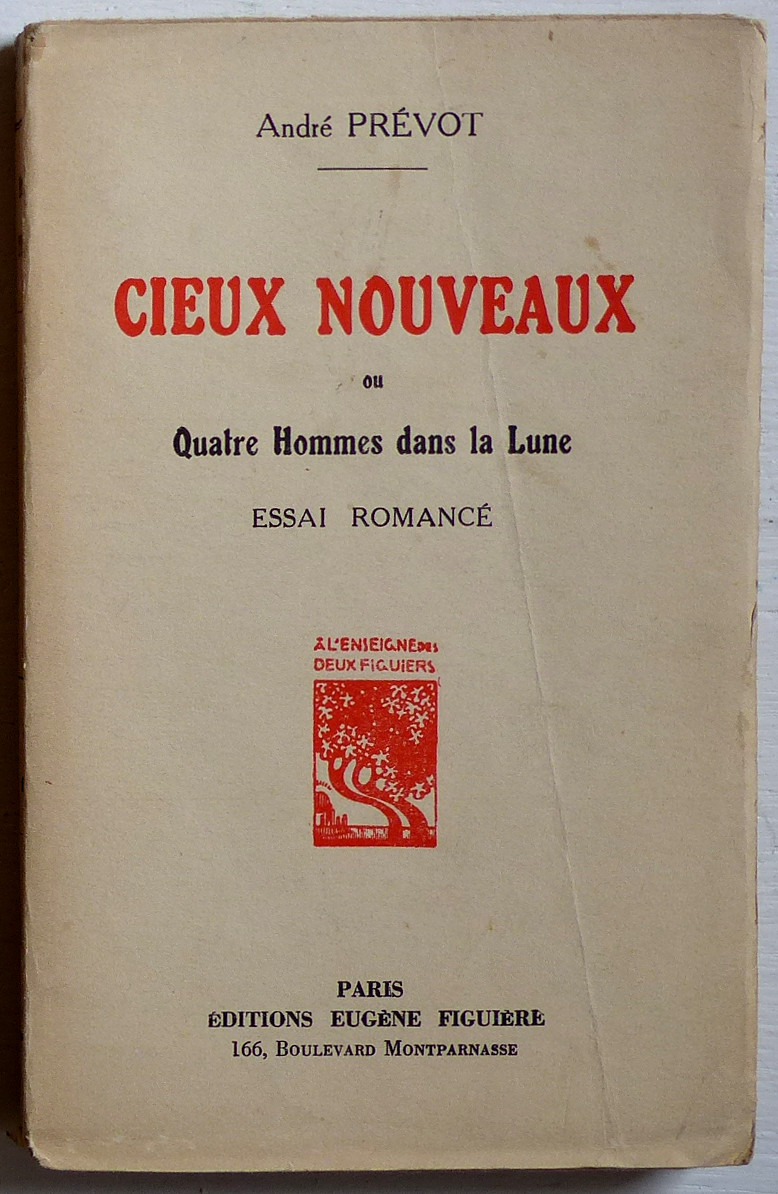 André PRÉVOT
CIEUX NOUVEAUX
ou
Quatre Hommes dans la Lune
ESSAI ROMANCÉ
À L'ENSEIGNE DES
DEUX FIGUIERS
PARIS
ÉDITIONS EUGÈNE FIGUIÈRE
166, BOULEVARD MONTPARNASSE